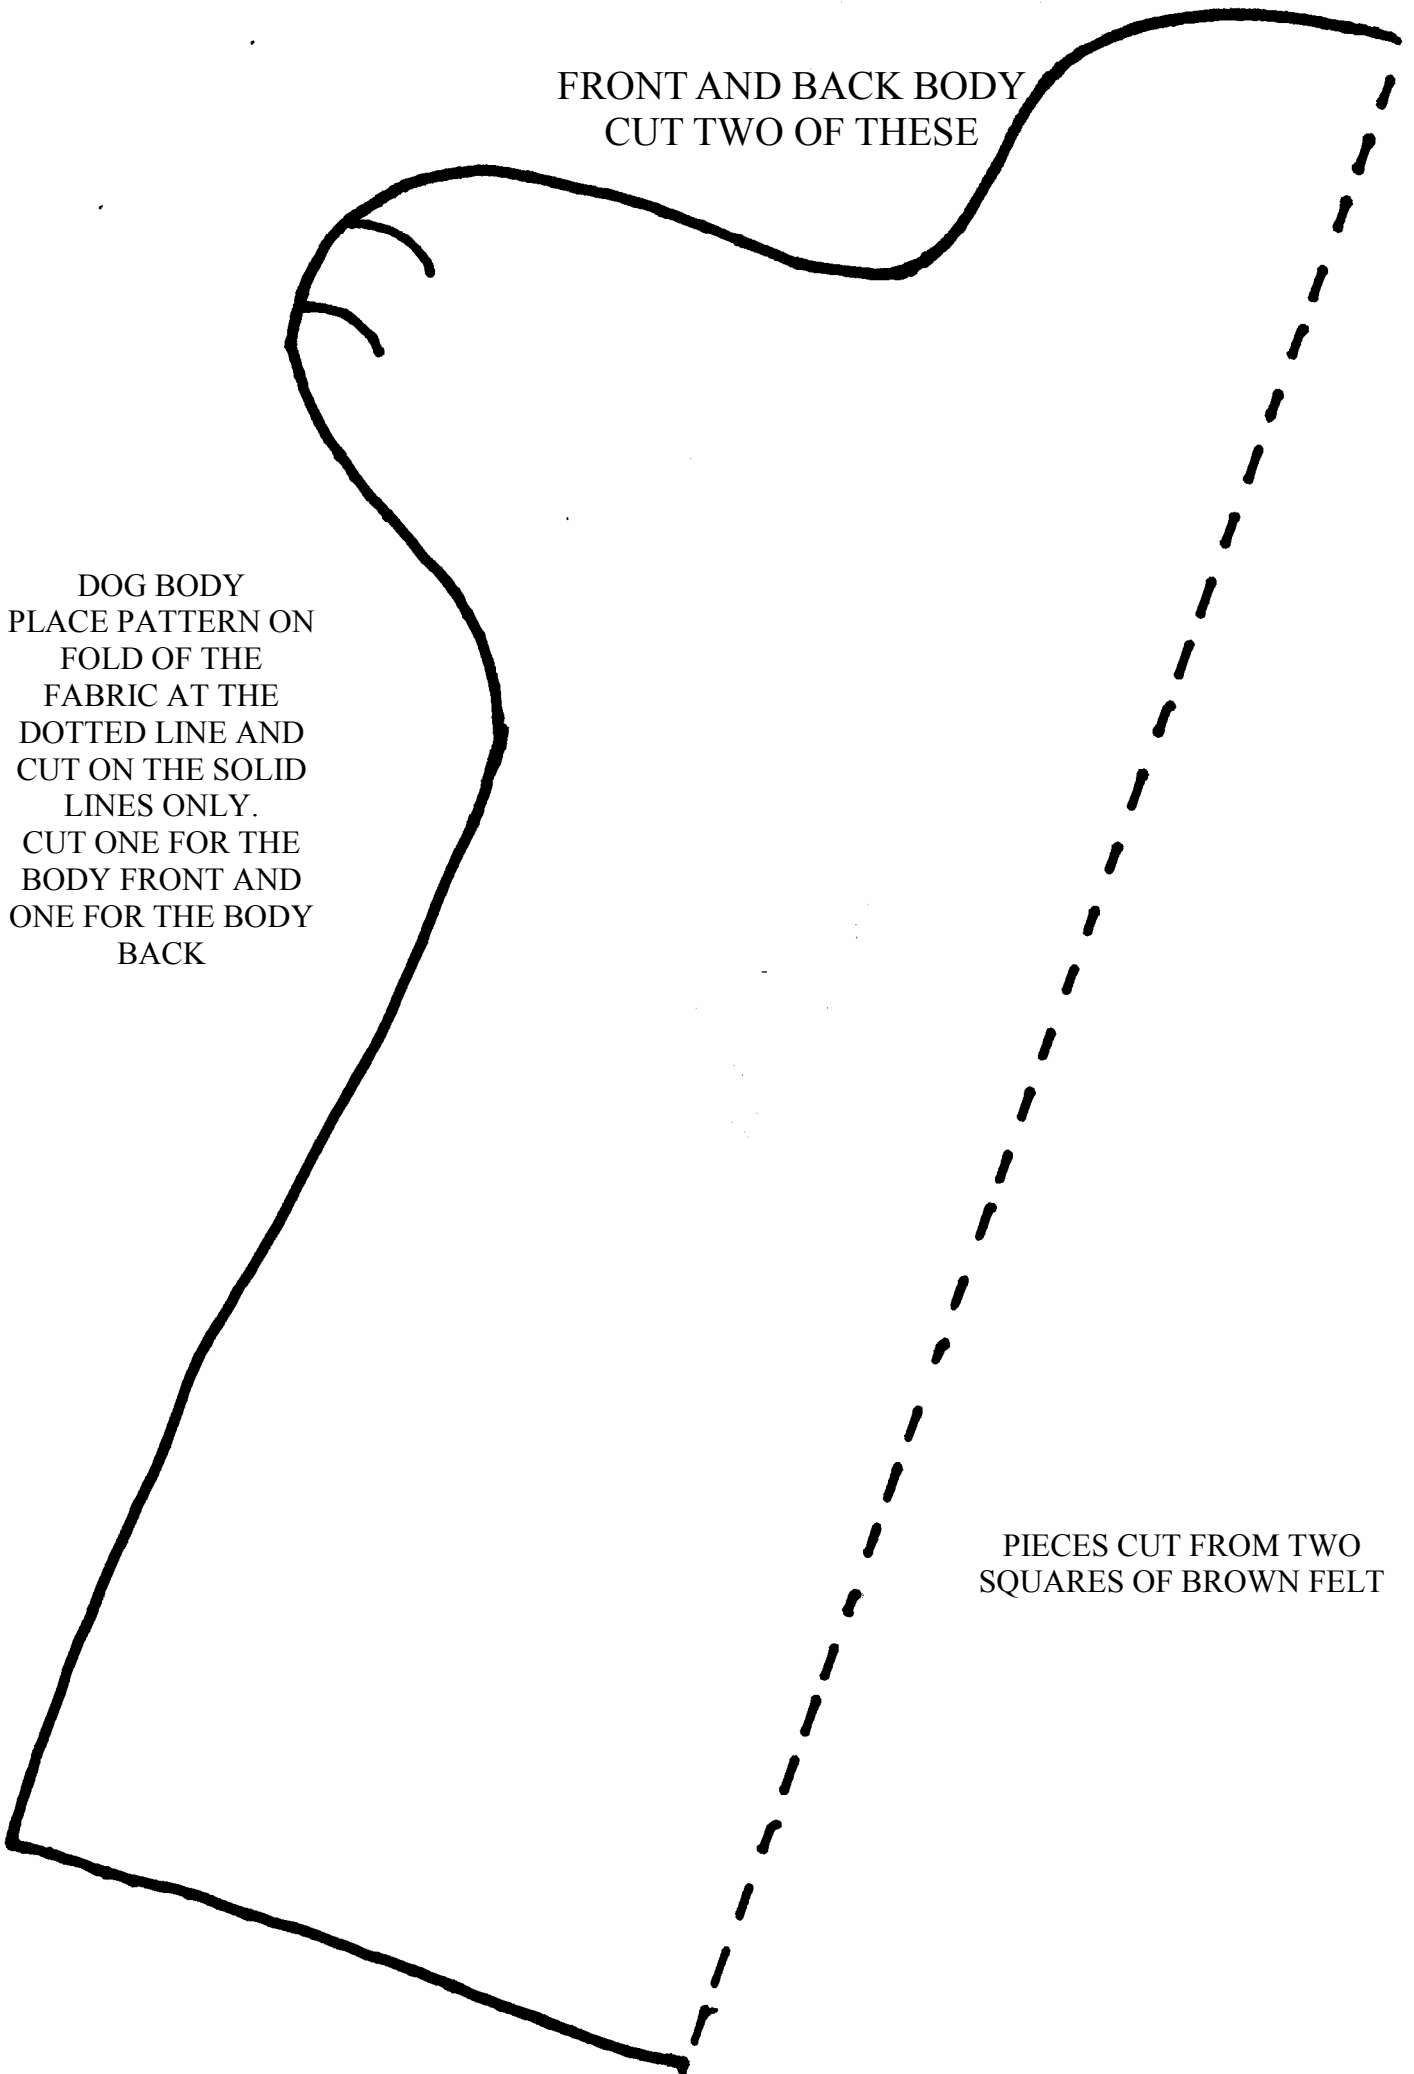 FRONT AND BACK BODY
CUT TWO OF THESE
DOG BODY
PLACE PATTERN ON
FOLD OF THE
FABRIC AT THE
DOTTED LINE AND
CUT ON THE SOLID
LINES ONLY.
CUT ONE FOR THE
BODY FRONT AND
ONE FOR THE BODY
BACK
PIECES CUT FROM TWO
SQUARES OF BROWN FELT